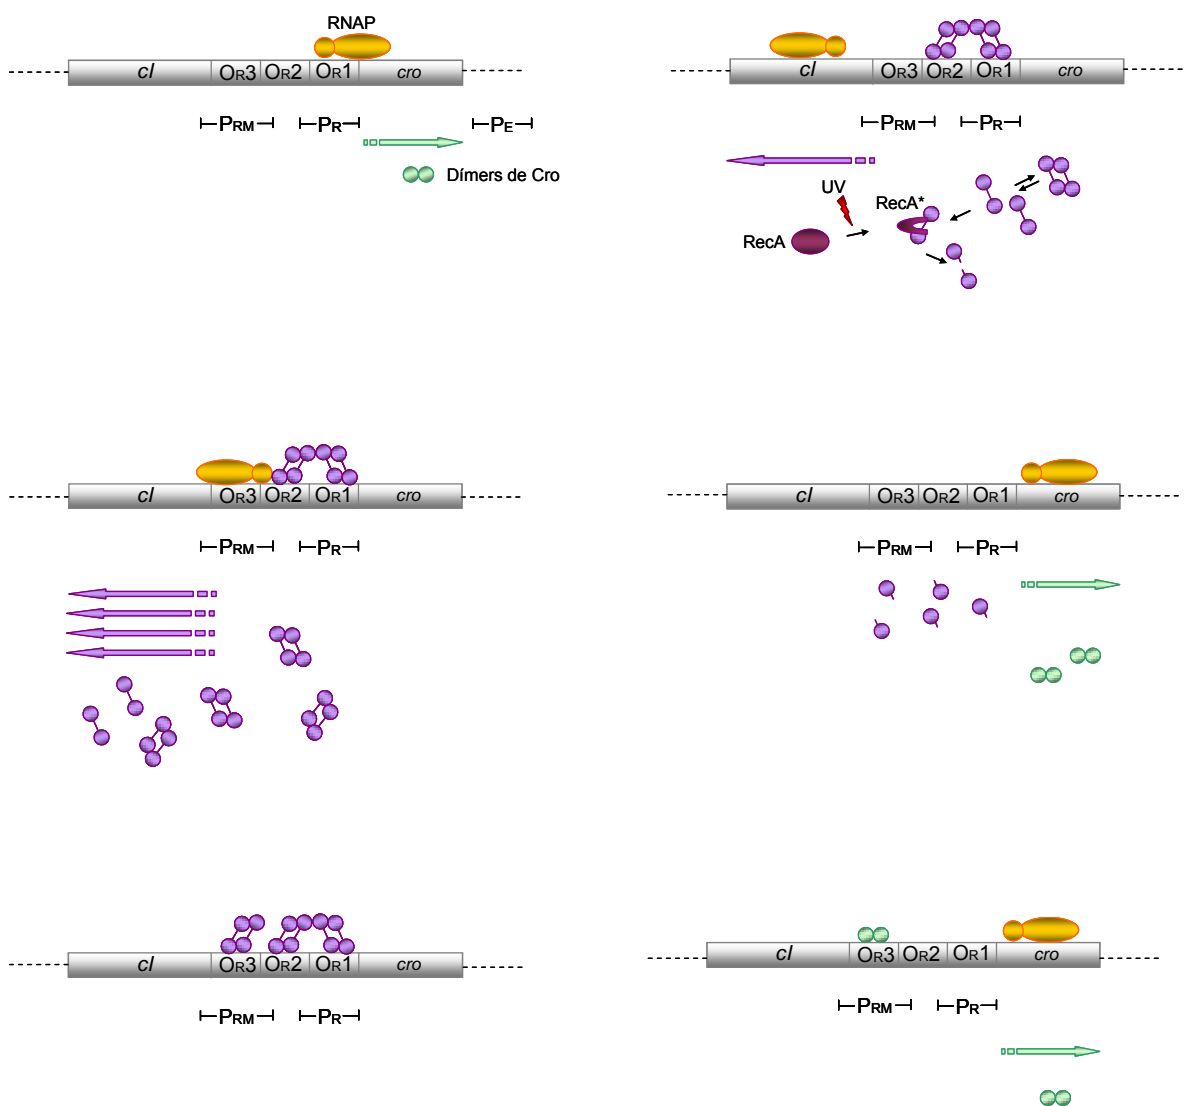 RNAP
cI OR3 OR2 OR1 cro
PRM PR PE
Dímers de Cro
cI OR3 OR2 OR1 cro
PRM PR
UV
RecA*
RecA
cI OR3 OR2 OR1 cro
PRM PR
cI OR3 OR2 OR1 cro
PRM PR
cI OR3 OR2 OR1 cro
PRM PR
cI OR3 OR2 OR1 cro
PRM PR